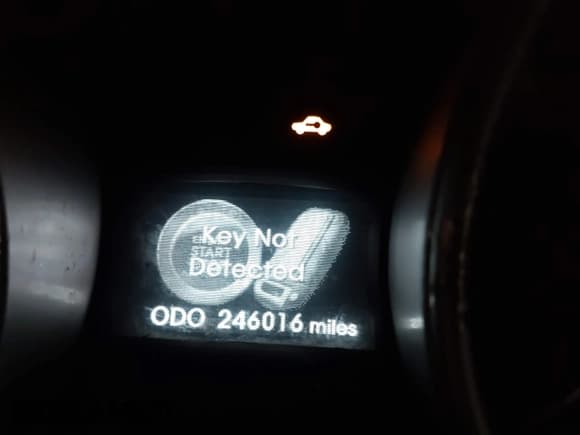 Key Not
START
Detected
ODO 246016 miles